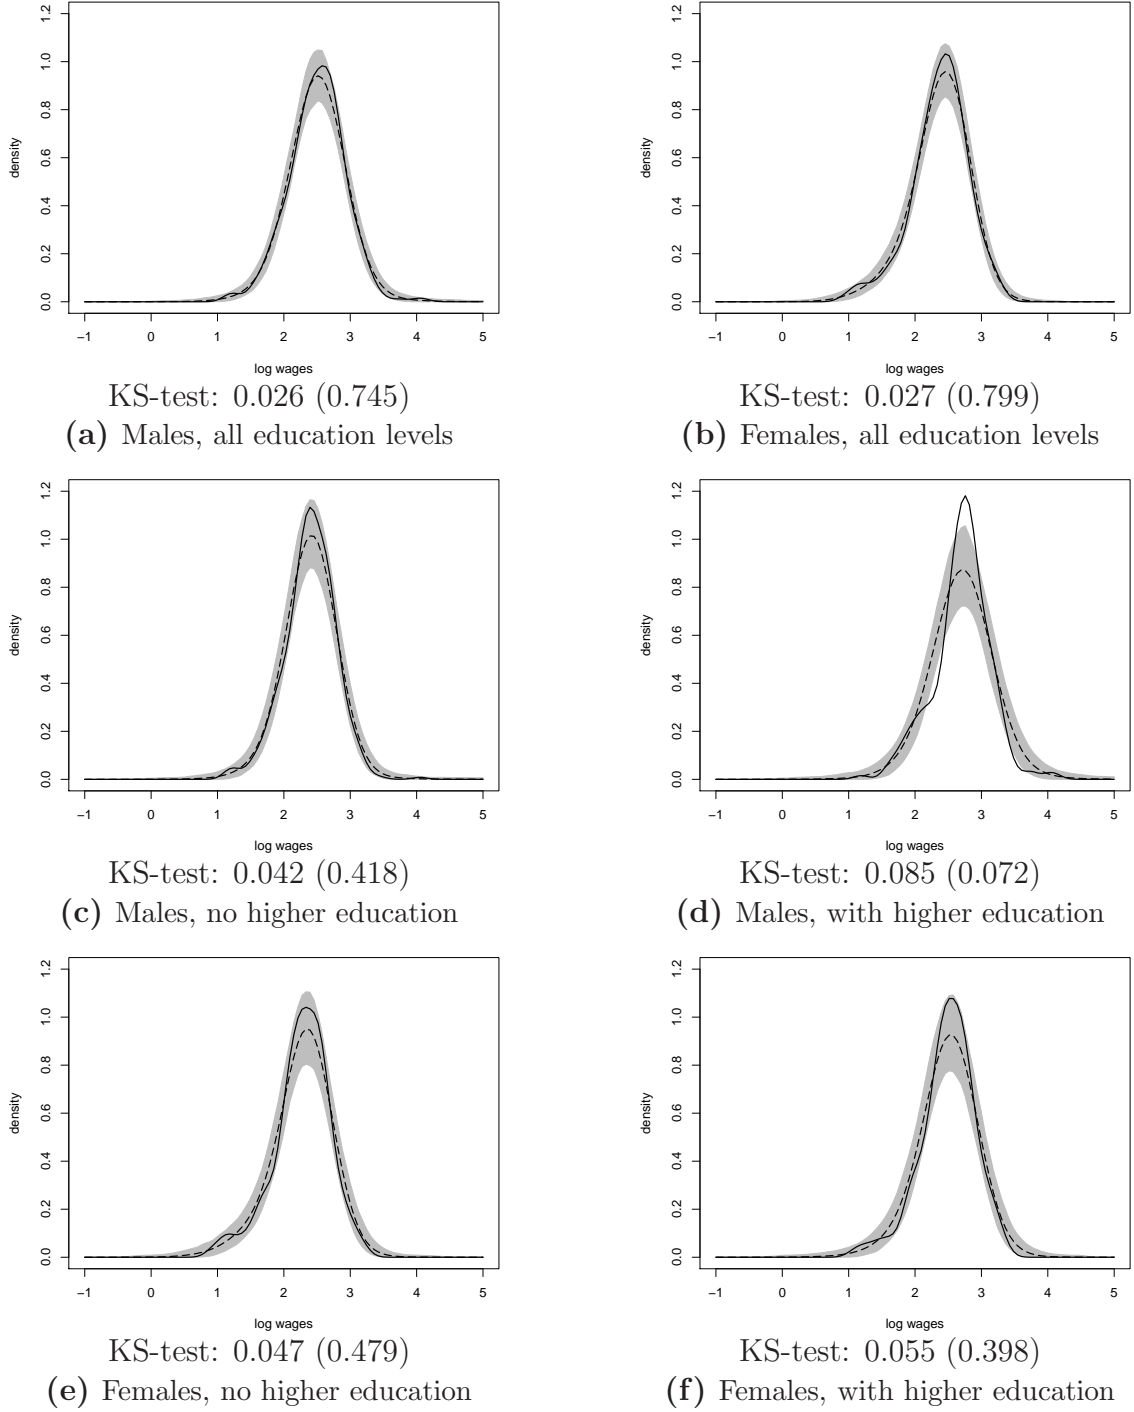 1.2
1.0
0.8
0.6
0.4
0.2
0.0
density
−1 0 1 2 3 4 5
log wages
KS-test: 0.026 (0.745)
(a) Males, all education levels
1.2
1.0
0.8
0.6
0.4
0.2
0.0
density
−1 0 1 2 3 4 5
log wages
KS-test: 0.027 (0.799)
(b) Females, all education levels
1.2
1.0
0.8
0.6
0.4
0.2
0.0
density
−1 0 1 2 3 4 5
log wages
KS-test: 0.042 (0.418)
(c) Males, no higher education
1.2
1.0
0.8
0.6
0.4
0.2
0.0
density
−1 0 1 2 3 4 5
log wages
KS-test: 0.085 (0.072)
(d) Males, with higher education
1.2
1.0
0.8
0.6
0.4
0.2
0.0
density
−1 0 1 2 3 4 5
log wages
KS-test: 0.047 (0.479)
(e) Females, no higher education
1.2
1.0
0.8
0.6
0.4
0.2
0.0
density
−1 0 1 2 3 4 5
log wages
KS-test: 0.055 (0.398)
(f) Females, with higher education